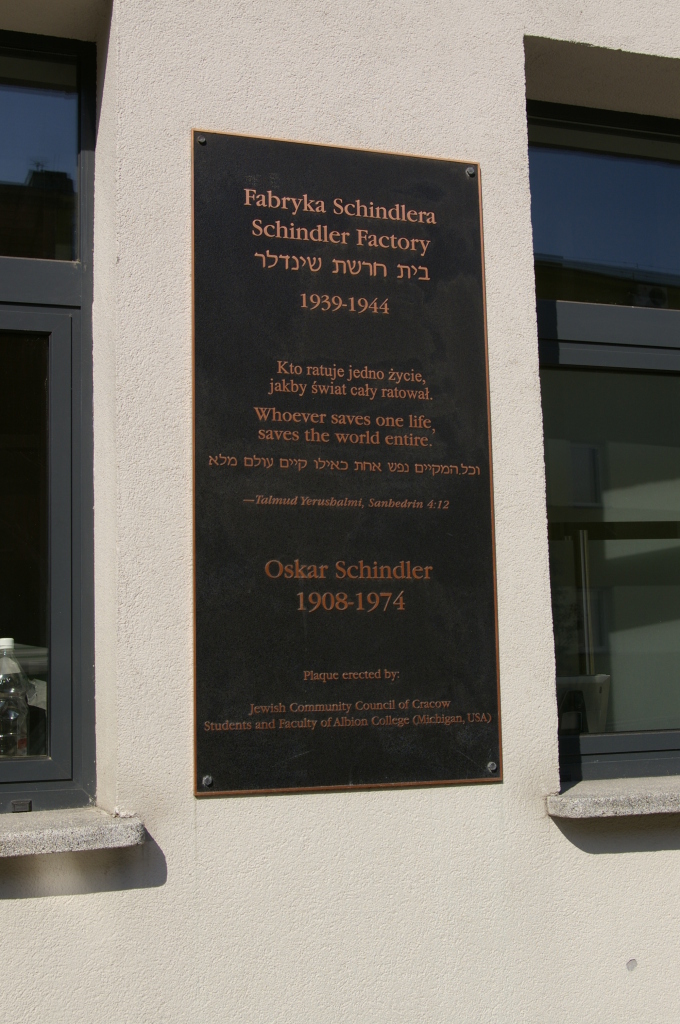 Fabryka Schindlera
Schindler Factory
בית חרשת שינדלר
1939-1944
Kto ratuje jedno życie,
jakby świat cały ratował.
Whoever saves one life,
saves the world entire.
וכל המקיים נפש אחת כאילו קיים עולם מלא
—Talmud Yerushalmi, Sanhedrin 4:12
Oskar Schindler
1908-1974
Plaque erected by:
Jewish Community Council of Cracow
Students and Faculty of Albion College (Michigan, USA)